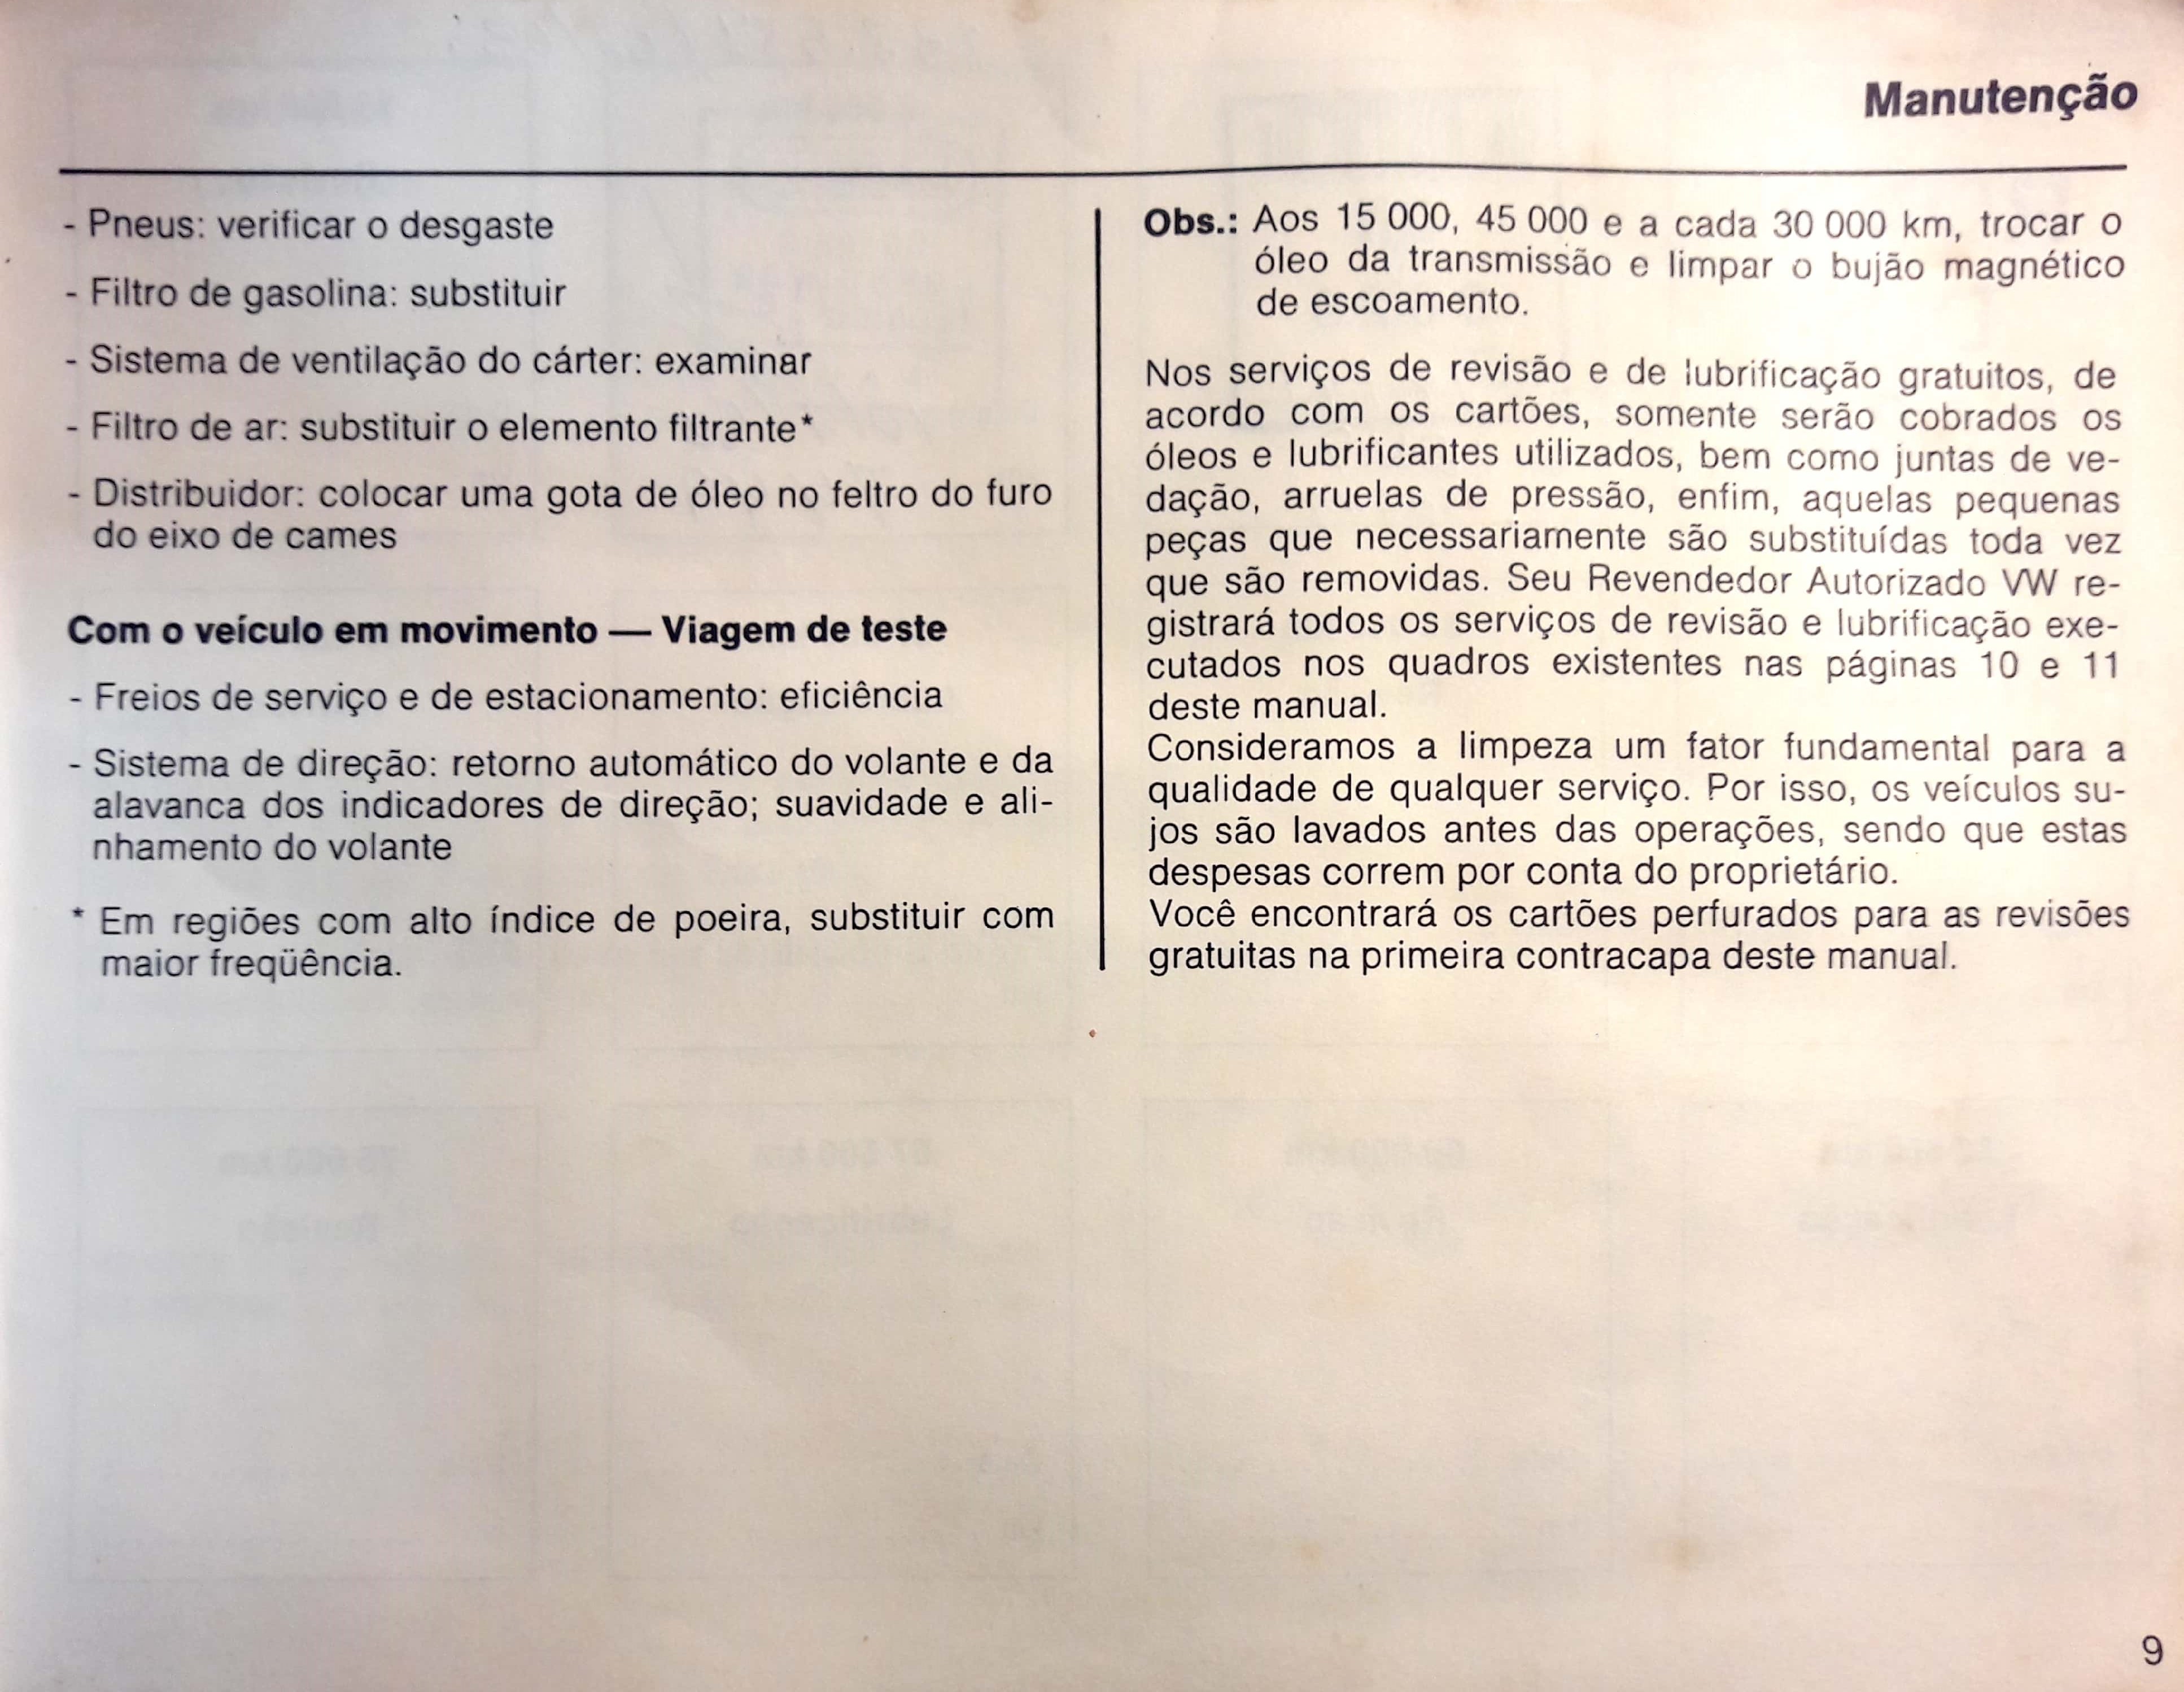 Manutenção
- Pneus: verificar o desgaste
- Filtro de gasolina: substituir
- Sistema de ventilação do cárter: examinar
- Filtro de ar: substituir o elemento filtrante*
- Distribuidor: colocar uma gota de óleo no feltro do furo
do eixo de cames
Com o veículo em movimento — Viagem de teste
- Freios de serviço e de estacionamento: eficiência
- Sistema de direção: retorno automático do volante e da
alavanca dos indicadores de direção; suavidade e ali-
nhamento do volante
* Em regiões com alto índice de poeira, substituir com
maior freqüência.
Obs.: Aos 15 000, 45 000 e a cada 30 000 km, trocar o
óleo da transmissão e limpar o bujão magnético
de escoamento.
Nos serviços de revisão e de lubrificação gratuitos, de
acordo com os cartões, somente serão cobrados os
óleos e lubrificantes utilizados, bem como juntas de ve-
dação, arruelas de pressão, enfim, aquelas pequenas
peças que necessariamente são substituídas toda vez
que são removidas. Seu Revendedor Autorizado VW re-
gistrará todos os serviços de revisão e lubrificação exe-
cutados nos quadros existentes nas páginas 10 e 11
deste manual.
Consideramos a limpeza um fator fundamental para a
qualidade de qualquer serviço. Por isso, os veículos su-
jos são lavados antes das operações, sendo que estas
despesas correm por conta do proprietário.
Você encontrará os cartões perfurados para as revisões
gratuitas na primeira contracapa deste manual.
9